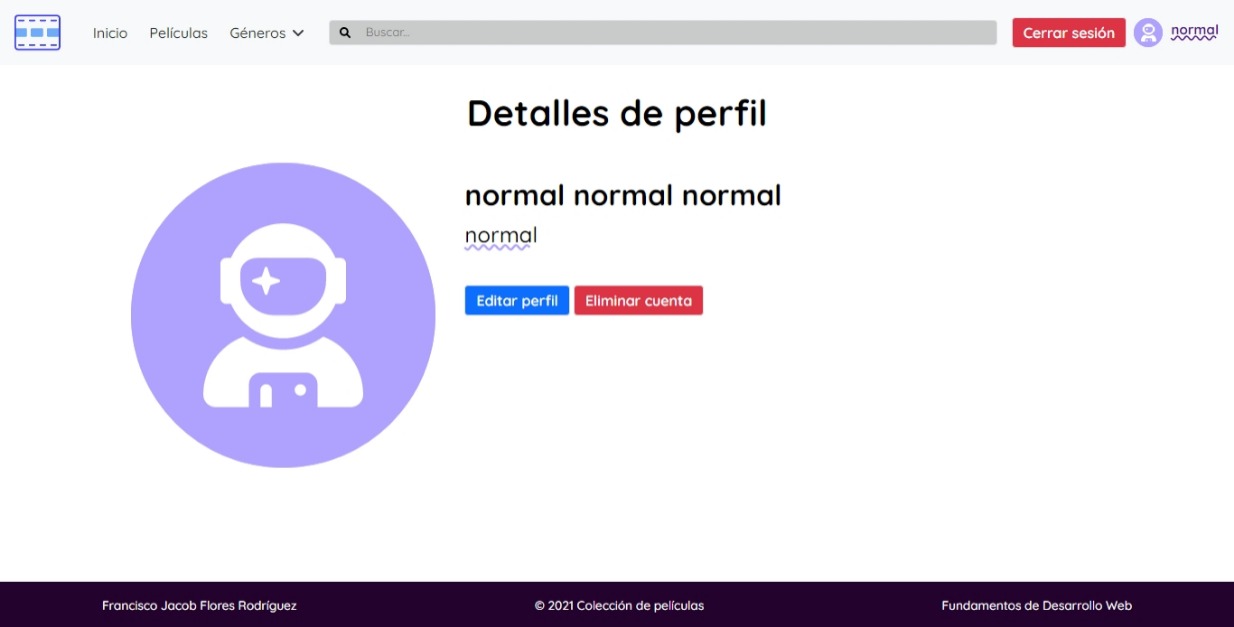 Inicio Películas Géneros Buscar... Cerrar sesión normal
Detalles de perfil
normal normal normal
normal
Editar perfil Eliminar cuenta
Francisco Jacob Flores Rodríguez © 2021 Colección de películas Fundamentos de Desarrollo Web